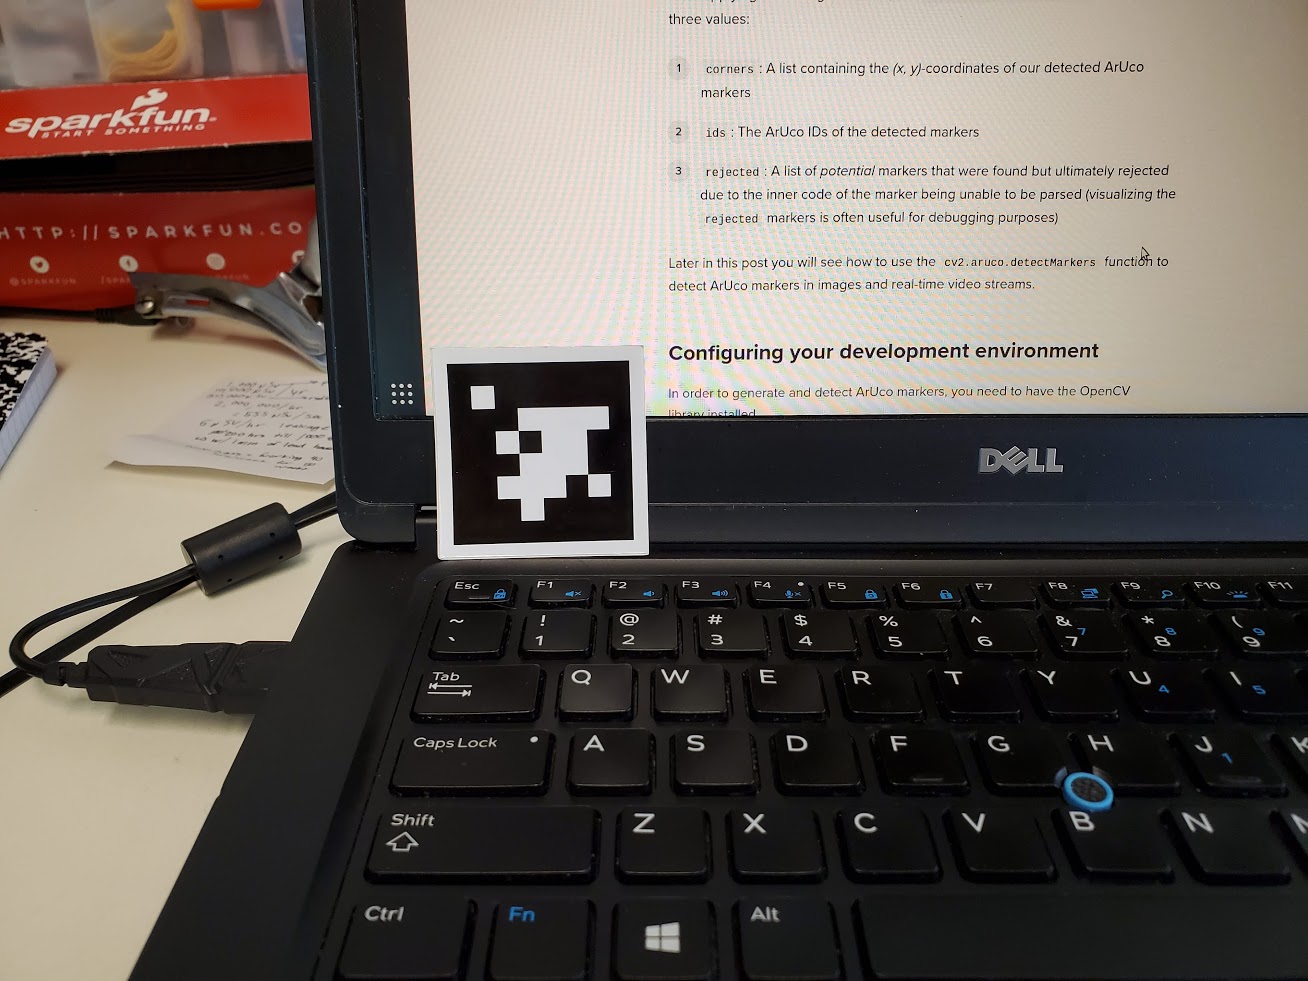 three values:
1 corners : A list containing the (x, y)-coordinates of our detected ArUco
markers
2 ids : The ArUco IDs of the detected markers
3 rejected : A list of potential markers that were found but ultimately rejected
due to the inner code of the marker being unable to be parsed (visualizing the
rejected markers is often useful for debugging purposes)
Later in this post you will see how to use the cv2.aruco.detectMarkers function to
detect ArUco markers in images and real-time video streams.
Configuring your development environment
In order to generate and detect ArUco markers, you need to have the OpenCV
library installed
sparkfun
START SOMETHING
HTTP://SPARKFUN.CO
@SPARKFUN
DELL
Esc F1 F2 F3 F4 F5 F6 F7 F8 F9 F10 F11
~ ! @ # $ % ^ & * (
` 1 2 3 4 5 6 7 7 8 8 9 9
Tab Q W E R T Y U 4 I 5
Caps Lock A S D F G H J 1 K
Shift Z X C V B N
Ctrl Fn Alt